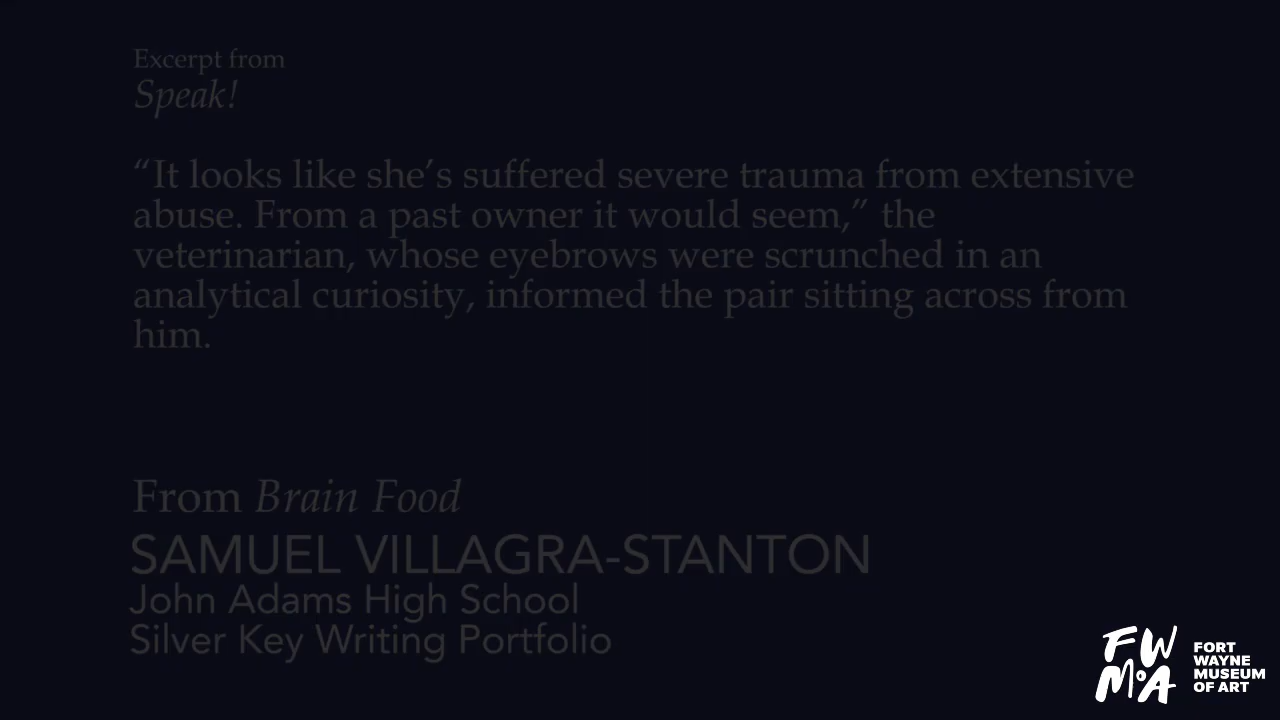 Excerpt from
Speak!
“It looks like she’s suffered severe trauma from extensive
abuse. From a past owner it would seem,” the
veterinarian, whose eyebrows were scrunched in an
analytical curiosity, informed the pair sitting across from
him.
From Brain Food
SAMUEL VILLAGRA-STANTON
John Adams High School
Silver Key Writing Portfolio
FW
MoA
FORT
WAYNE
MUSEUM
OF ART